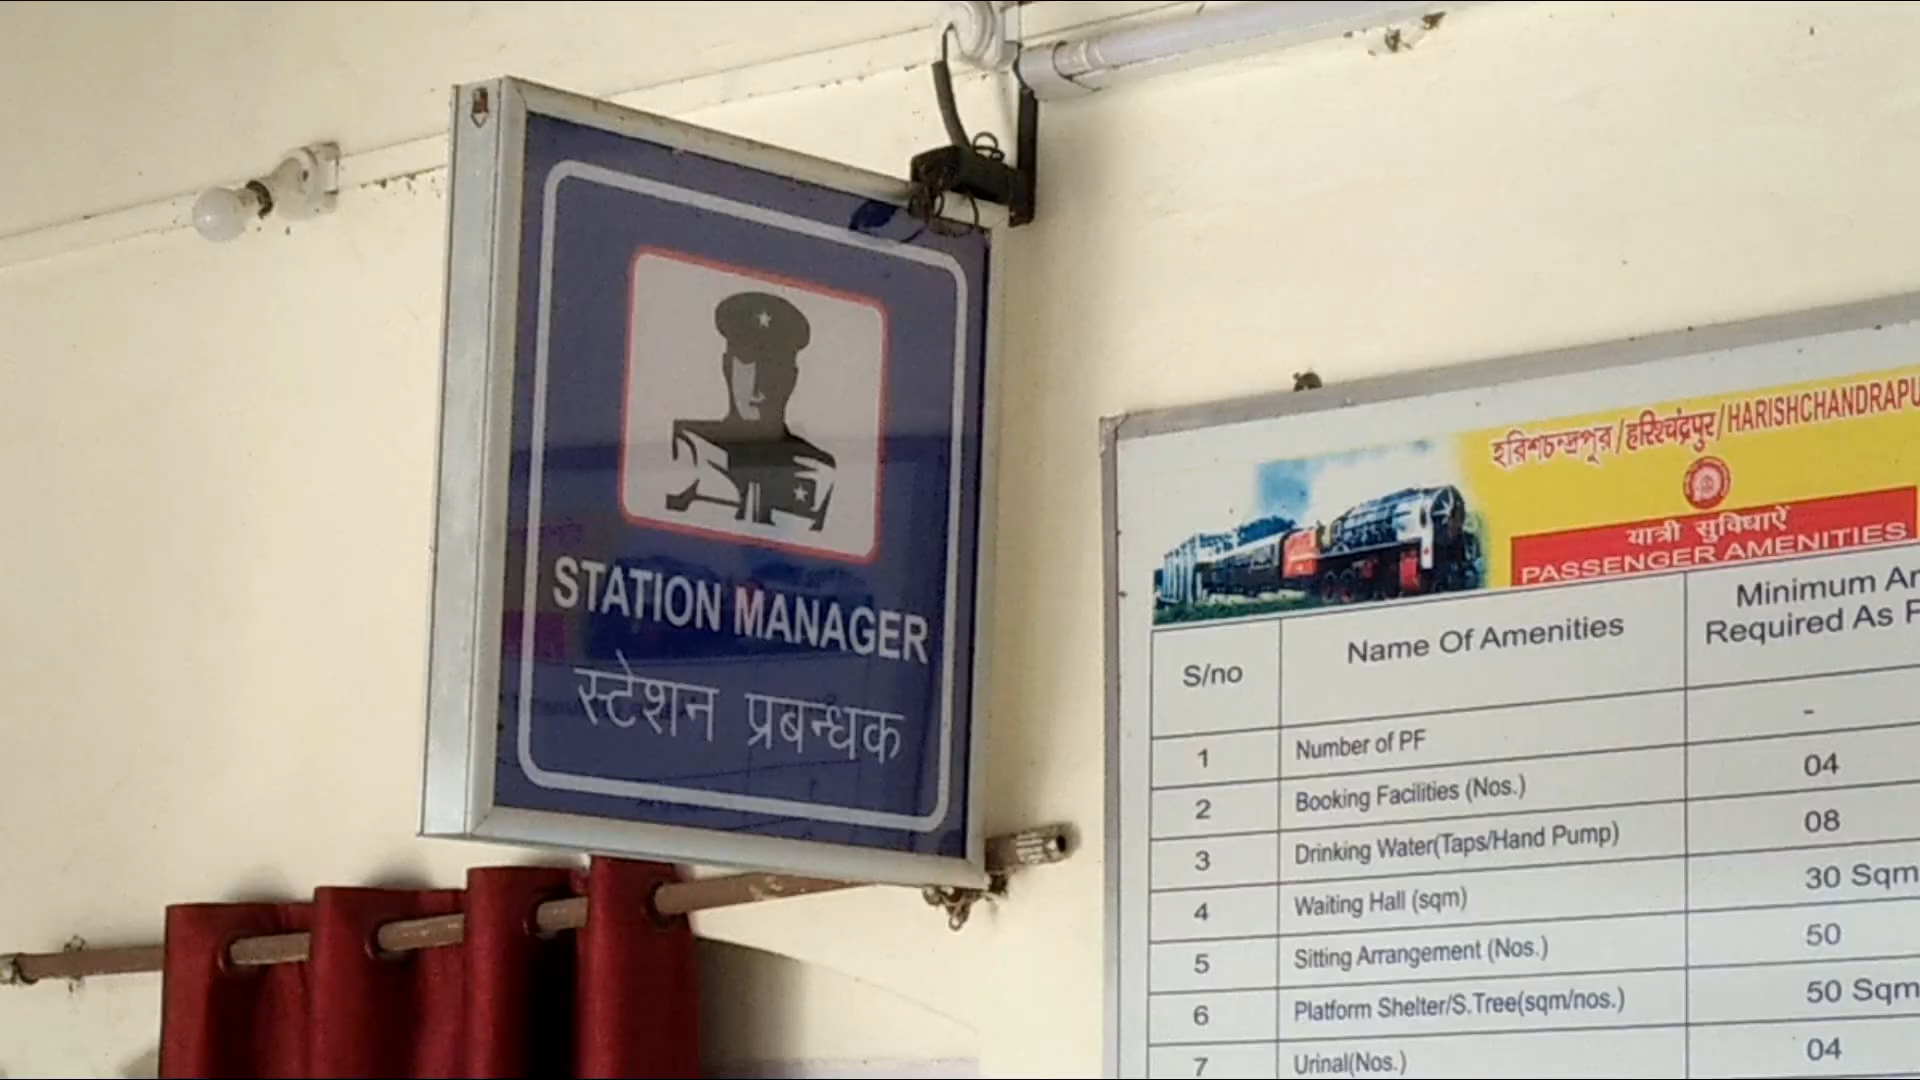 STATION MANAGER
स्टेशन प्रबन्धक
হরিশচন্দ্রপূর/हरिश्चंद्रपुर/HARISHCHANDRAPU
यात्री सुविधाऐं
PASSENGER AMENITIES
S/no Name Of Amenities Minimum
Required As
1 Number of PF -
2 Booking Facilities (Nos.) 04
3 Drinking Water(Taps/Hand Pump) 08
4 Waiting Hall (sqm) 30 Sqm
5 Sitting Arrangement (Nos.) 50
6 Platform Shelter/S.Tree(sqm/nos.) 50 Sqm
7 Urinal(Nos.) 04